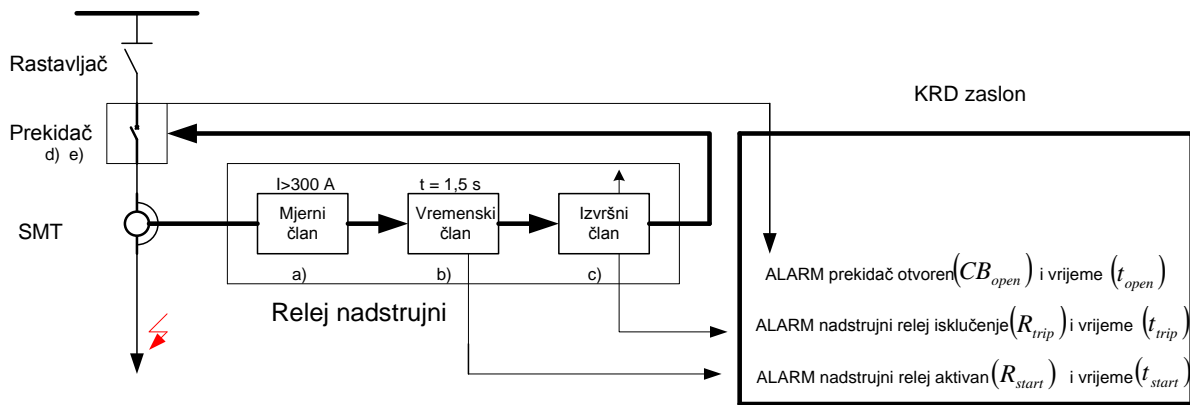 Rastavljač
KRD zaslon
Prekidač
d) e)
I>300 A
t = 1,5 s
SMT
Mjerni
član
Vremenski
član
Izvršni
član
a)
b)
c)
Relej nadstrujni
ALARM prekidač otvoren (CB_open) i vrijeme (t_open)
ALARM nadstrujni relej isključenje (R_trip) i vrijeme (t_trip)
ALARM nadstrujni relej aktivan (R_start) i vrijeme (t_start)